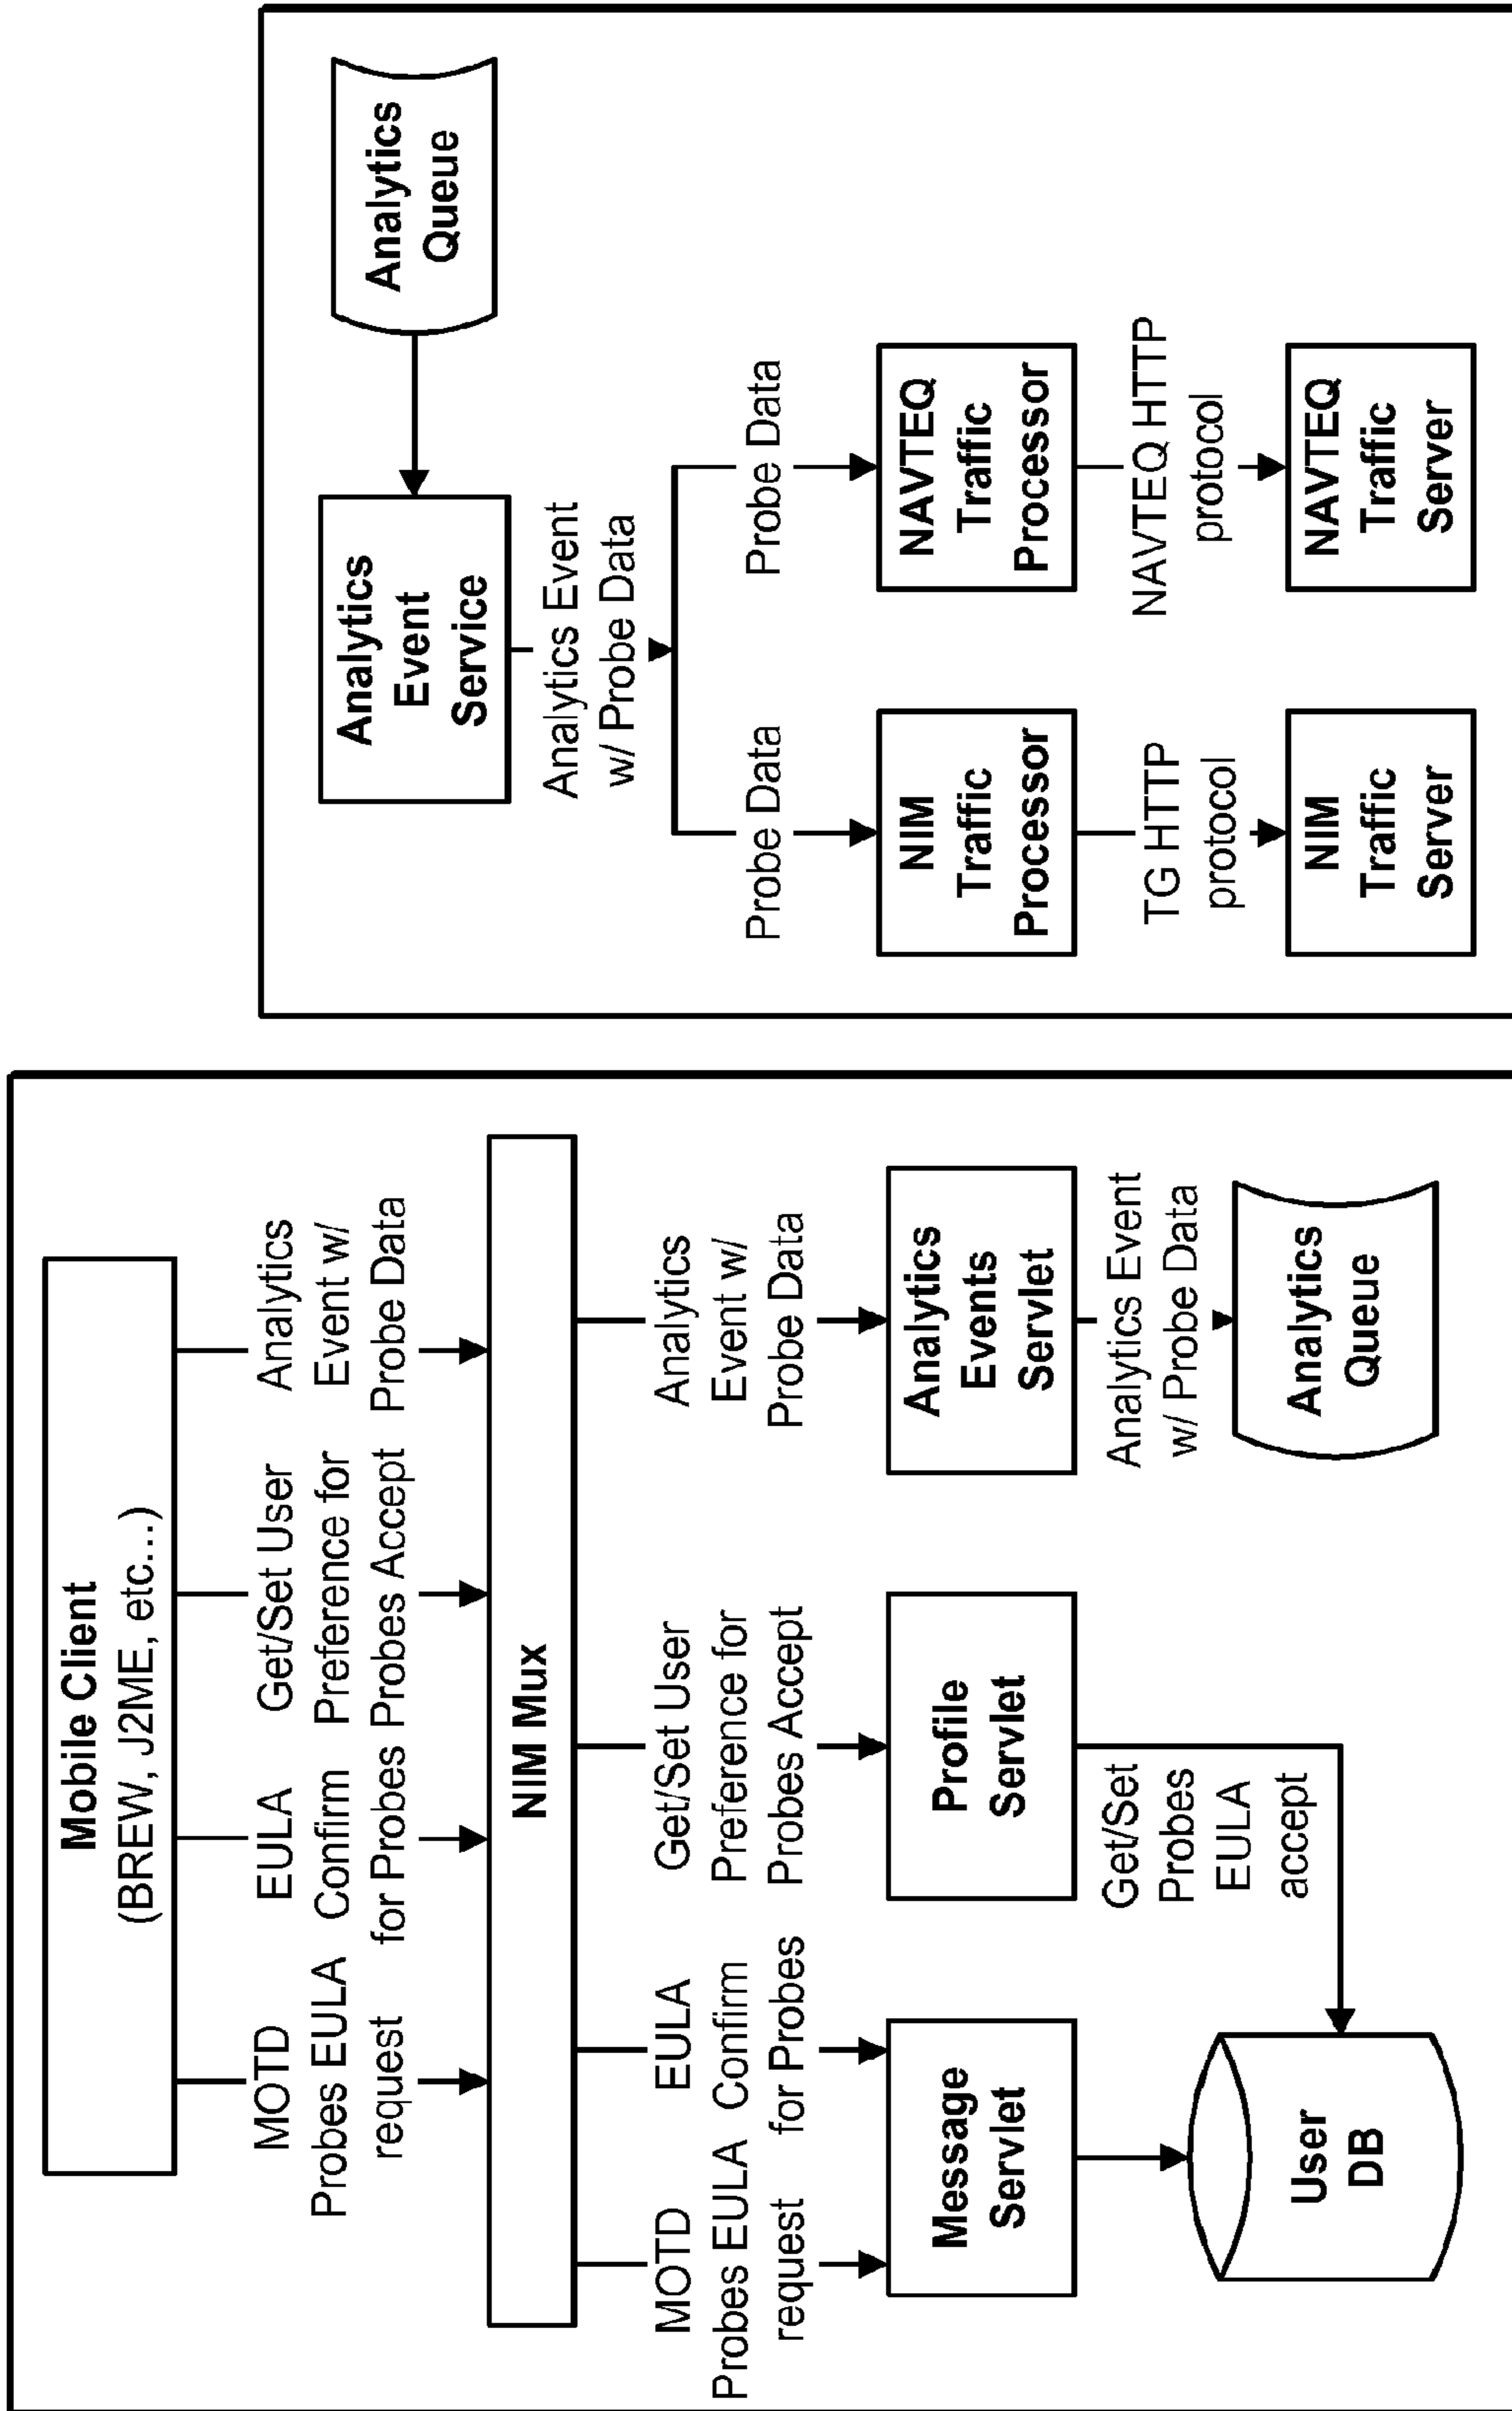 Mobile Client
(BREW, J2ME, etc...)
MOTD
Probes EULA
request
EULA
Confirm
for Probes
Get/Set User
Preference for
Probes Accept
Analytics
Event w/
Probe Data
NIM Mux
MOTD
Probes EULA
request
EULA
Confirm
for Probes
Get/Set User
Preference for
Probes Accept
Analytics
Event w/
Probe Data
Message
Servlet
Profile
Servlet
Analytics
Events
Servlet
Get/Set
Probes
EULA
accept
Analytics Event
w/ Probe Data
User
DB
Analytics
Queue
Analytics
Event
Service
Analytics
Queue
Analytics Event
w/ Probe Data
Probe Data
Probe Data
NIM
Traffic
Processor
NAVTEQ
Traffic
Processor
TG HTTP
protocol
NAVTEQ HTTP
protocol
NIM
Traffic
Server
NAVTEQ
Traffic
Server